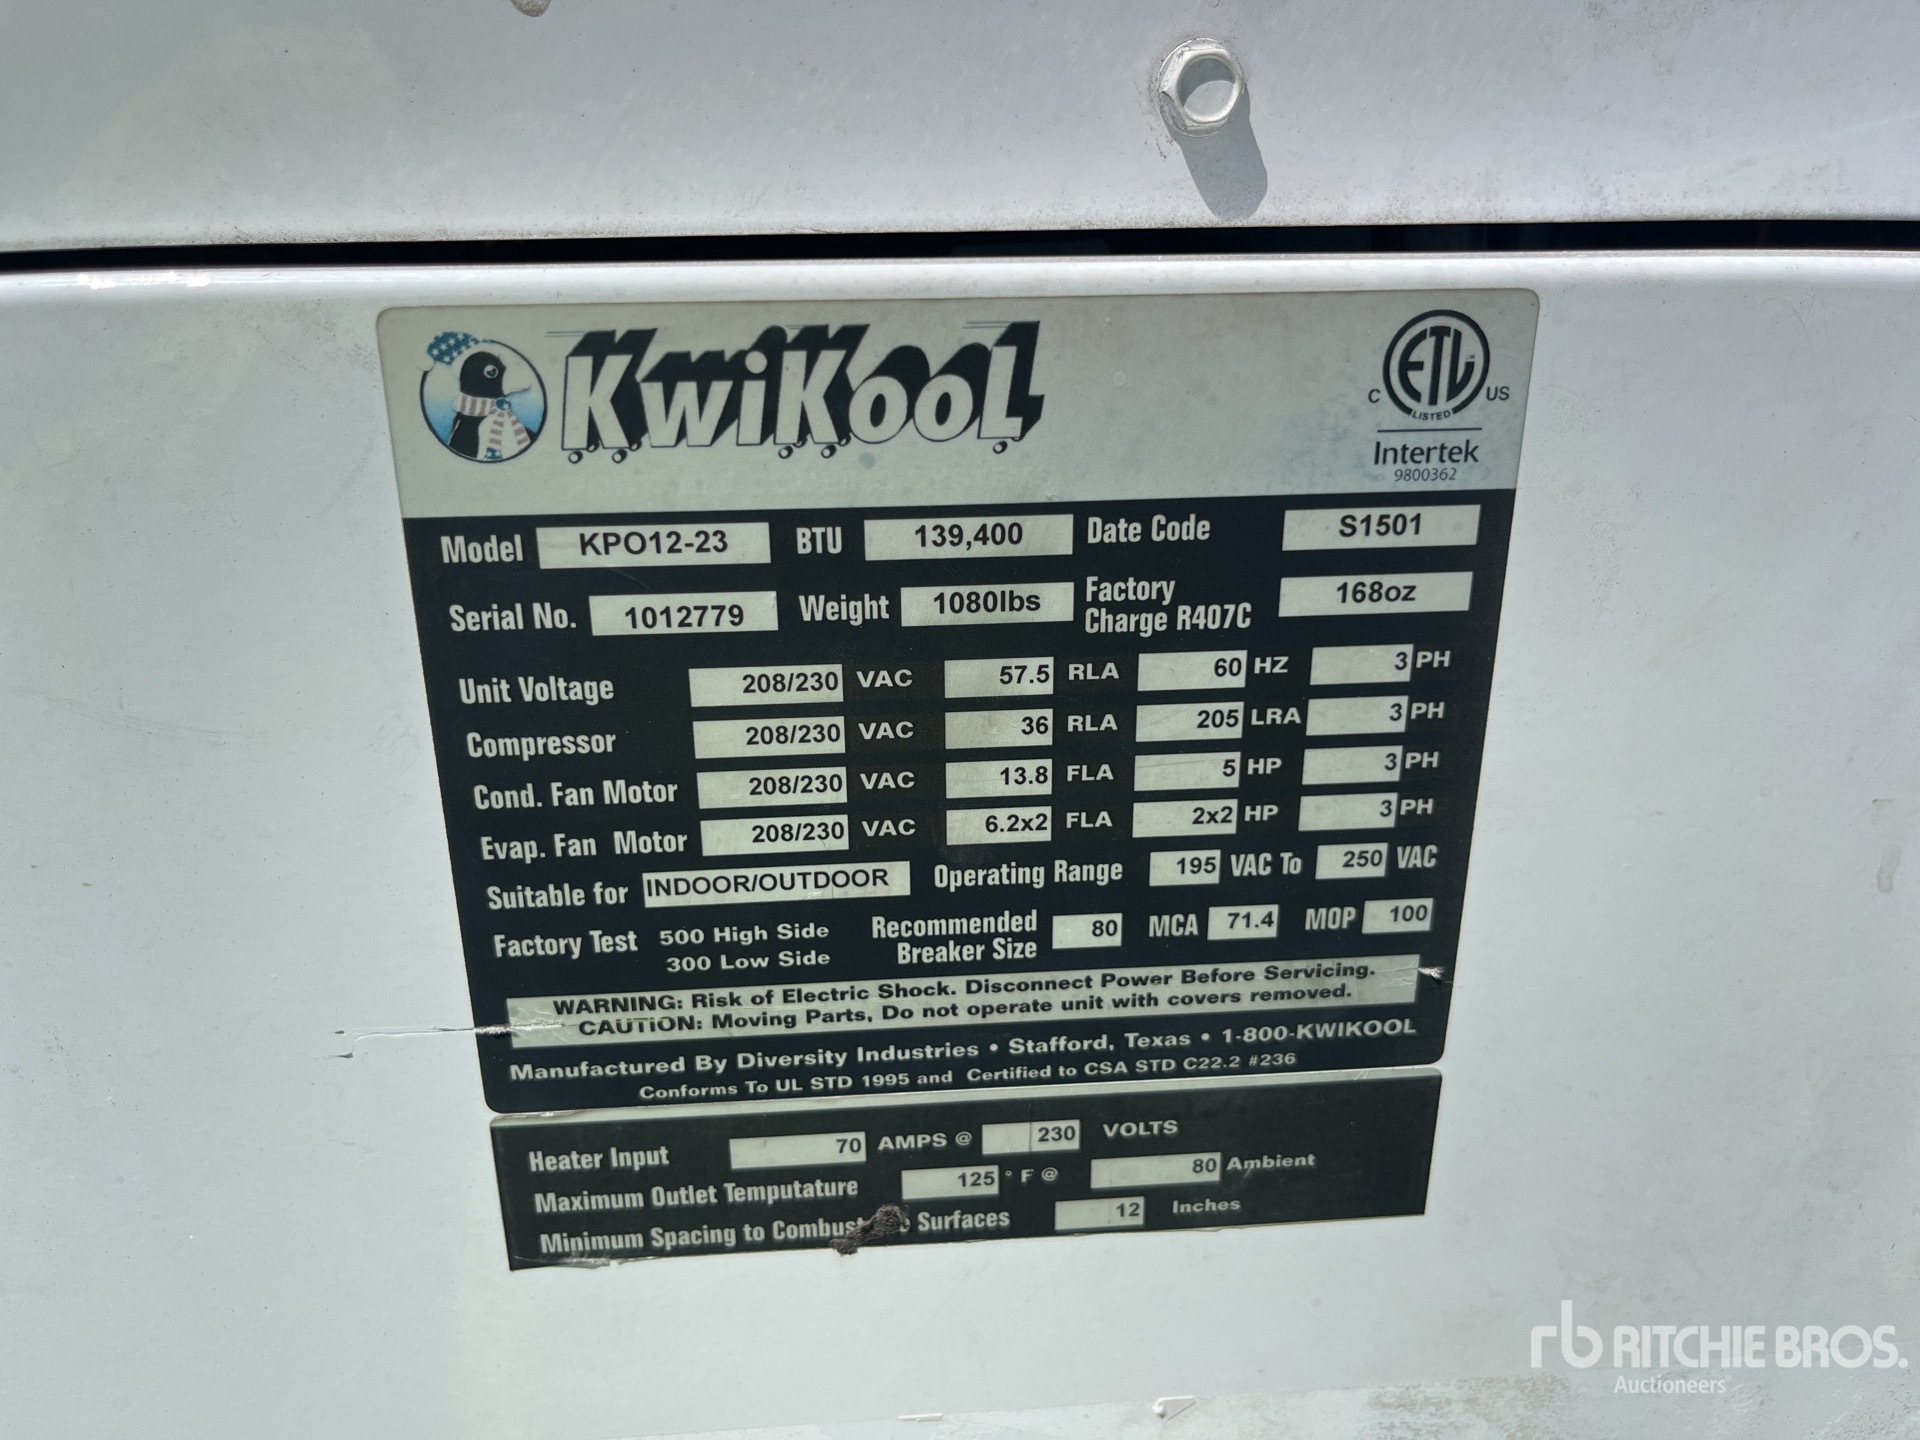 KwiKool
ETL
LISTED
C US
Intertek
9800362
Model KPO12-23 BTU 139,400 Date Code S1501
Serial No. 1012779 Weight 1080lbs Factory Charge R407C 168oz
Unit Voltage 208/230 VAC 57.5 RLA 60 HZ 3 PH
Compressor 208/230 VAC 36 RLA 205 LRA 3 PH
Cond. Fan Motor 208/230 VAC 13.8 FLA 5 HP 3 PH
Evap. Fan Motor 208/230 VAC 6.2x2 FLA 2x2 HP 3 PH
Suitable for INDOOR/OUTDOOR Operating Range 195 VAC To 250 VAC
Factory Test 500 High Side Recommended Breaker Size 80 MCA 71.4 MOP 100
300 Low Side
WARNING: Risk of Electric Shock. Disconnect Power Before Servicing.
CAUTION: Moving Parts, Do not operate unit with covers removed.
Manufactured By Diversity Industries • Stafford, Texas • 1-800-KWIKOOL
Conforms To UL STD 1995 and Certified to CSA STD C22.2 #236
Heater Input 70 AMPS @ 230 VOLTS
Maximum Outlet Temputature 125 ° F @ 80 Ambient
Minimum Spacing to Surfaces 12 Inches
rb RITCHIE BROS.
Auctioneers